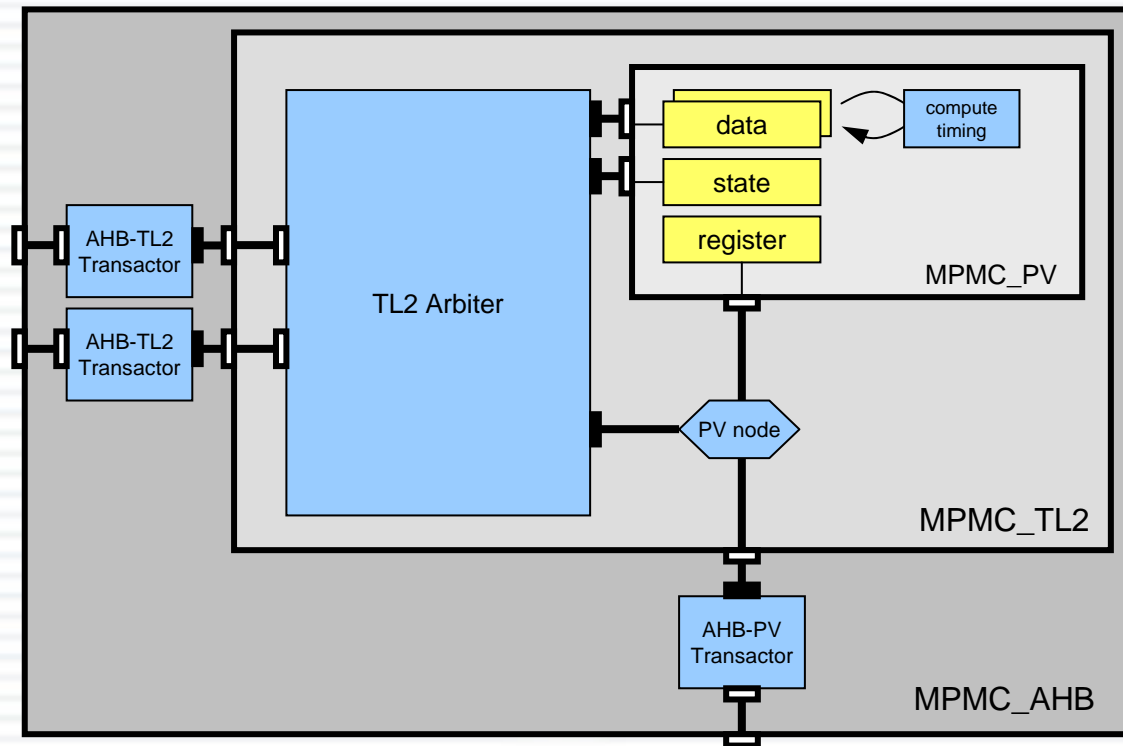 data
compute
timing
state
register
MPMC_PV
AHB-TL2
Transactor
AHB-TL2
Transactor
TL2 Arbiter
PV node
MPMC_TL2
AHB-PV
Transactor
MPMC_AHB